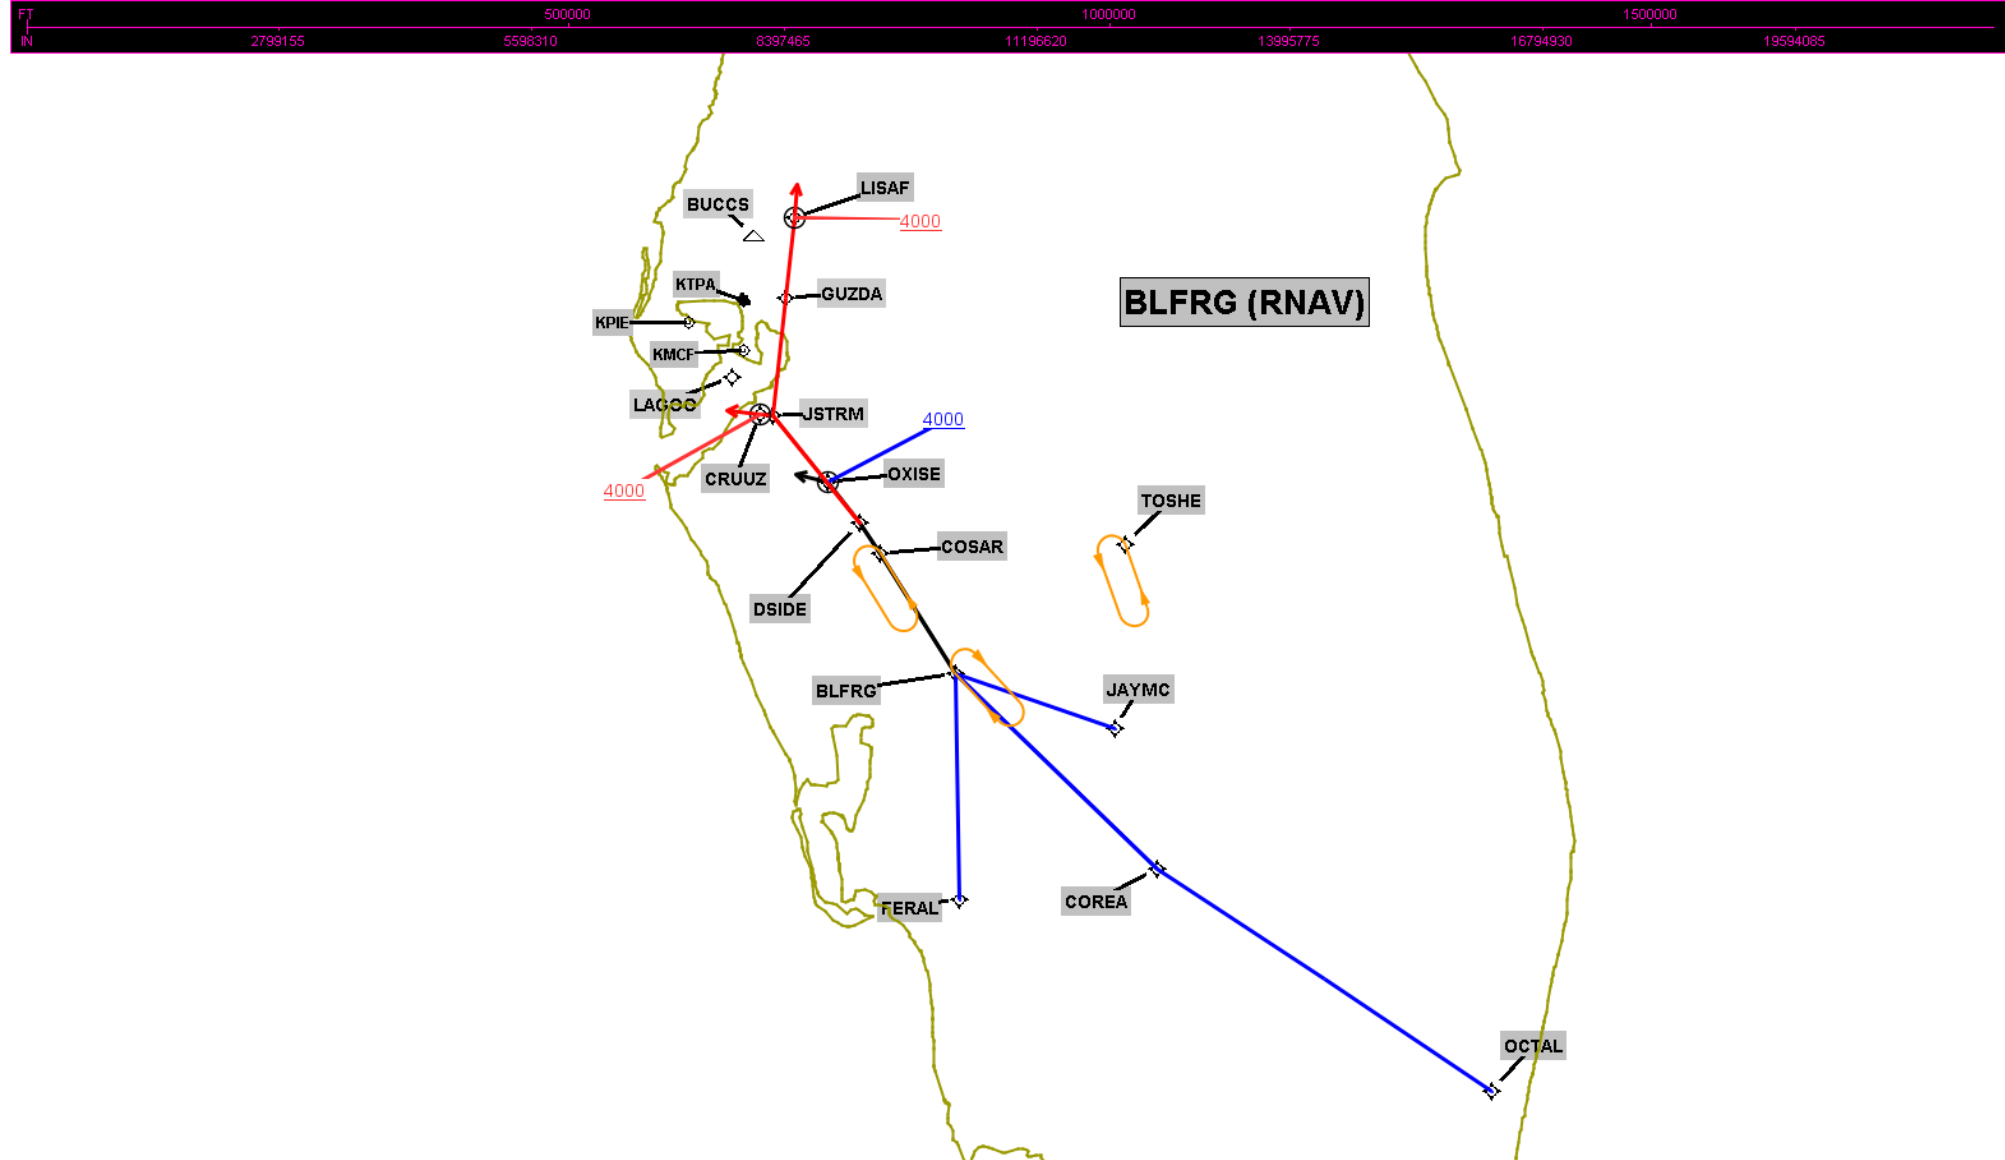 FT 500000 1000000 1500000
IN 2799155 5598310 8397465 11196620 13995775 16794930 19594085
LISAF
BUCCS
4000
KTPA
GUZDA
BLFRG (RNAV)
KPIE
KMCF
LAGOO
JSTRM
4000
CRUUZ
OXISE
4000
TOSHE
COSAR
DSIDE
BLFRG
JAYMC
COREA
FERAL
OCTAL